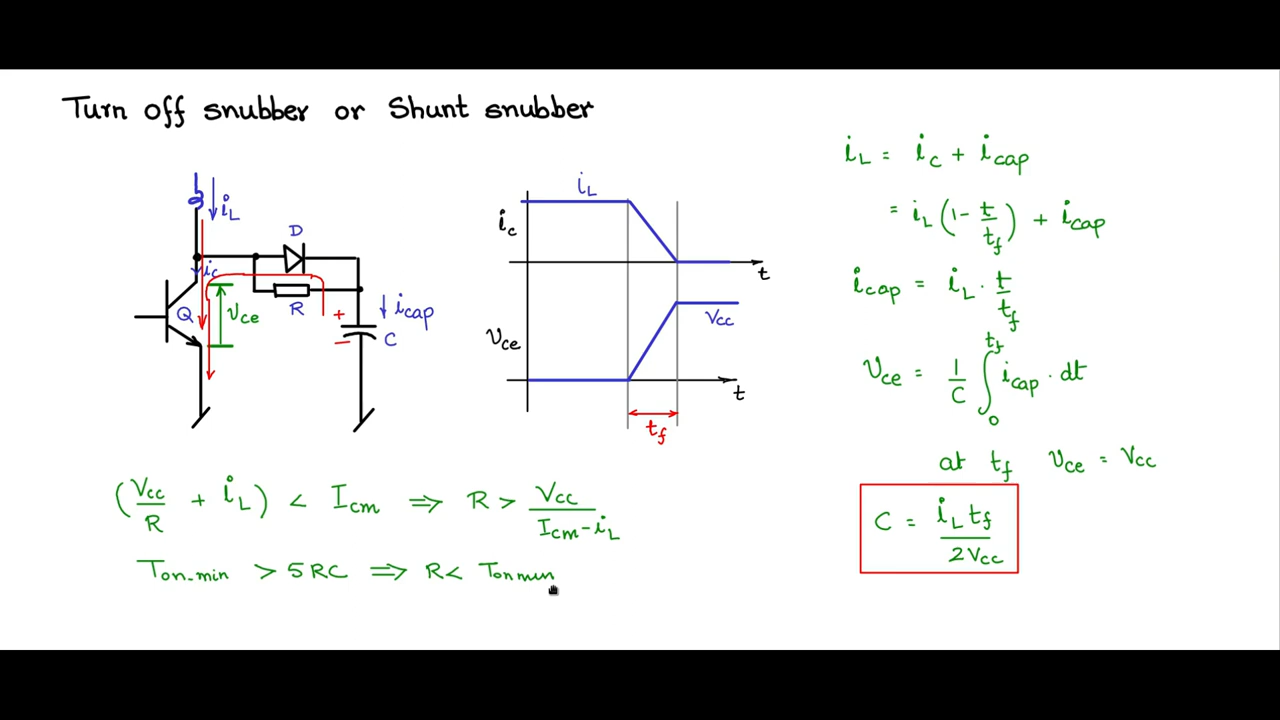 Turn off snubber or Shunt snubber
iL
D
ic
R
Q
Vce
+
−
icap
C
iL
ic
t
Vcc
Vce
t
tf
iL = ic + icap
= iL (1 - t/tf) + icap
icap = iL · t/tf
Vce = 1/C ∫0^tf icap · dt
at tf Vce = Vcc
C = iL tf / 2Vcc
(Vcc/R + iL) < Icm ⇒ R > Vcc / Icm - iL
Ton-min > 5RC ⇒ R < Tonmin